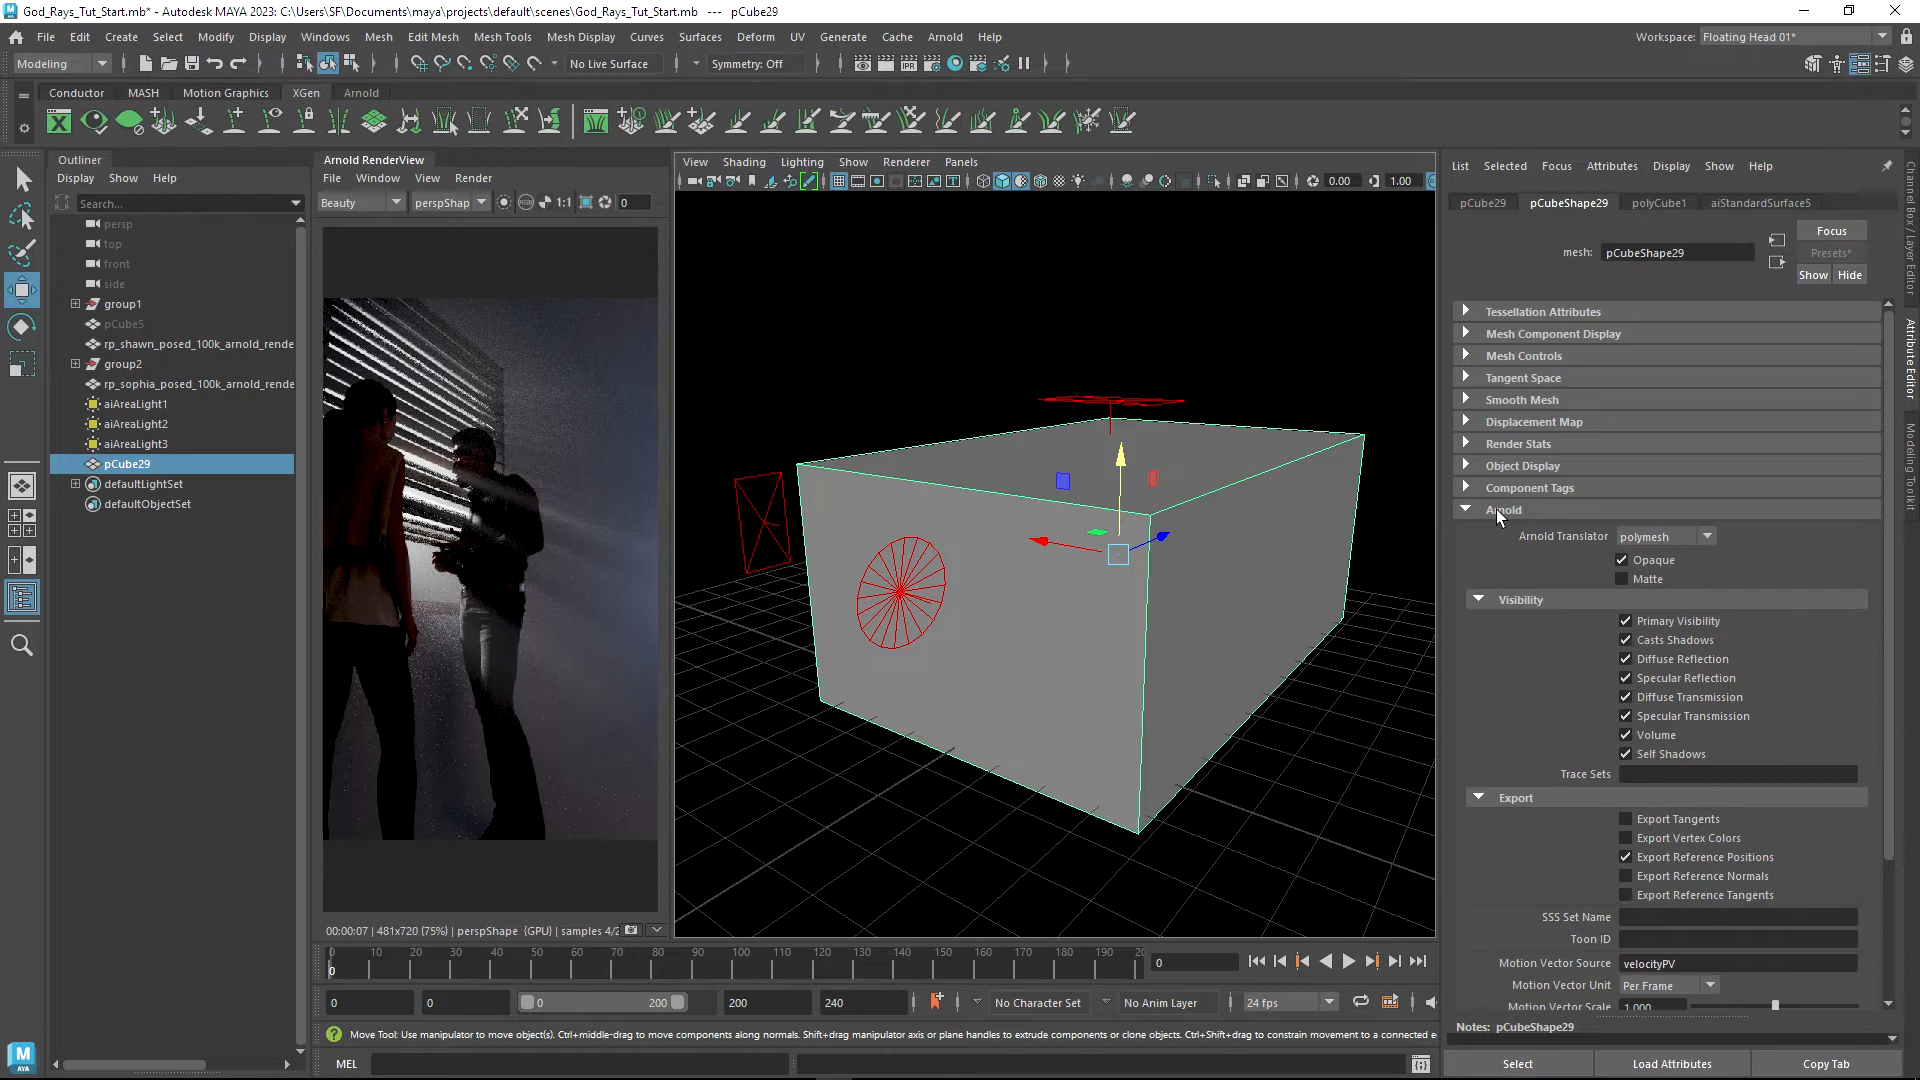 God_Rays_Tut_Start.mb* - Autodesk MAYA 2023: C:\Users\SF\Documents\maya\projects\default\scenes\God_Rays_Tut_Start.mb --- pCube29
File Edit Create Select Modify Display Windows Mesh Edit Mesh Mesh Tools Mesh Display Curves Surfaces Deform UV Generate Cache Arnold Help
Workspace: Floating Head 01*
Modeling No Live Surface Symmetry: Off
IPR
Conductor MASH Motion Graphics XGen Arnold
Outliner
Display Show Help
Search...
persp
top
front
side
group1
pCube5
rp_shawn_posed_100k_arnold_rende
group2
rp_sophia_posed_100k_arnold_rende
aiAreaLight1
aiAreaLight2
aiAreaLight3
pCube29
defaultLightSet
defaultObjectSet
Arnold RenderView
File Window View Render
Beauty perspShap RGB 1:1 0
00:00:07 | 481x720 (75%) | perspShape {GPU} | samples 4/2
View Shading Lighting Show Renderer Panels
0.00 1.00
List Selected Focus Attributes Display Show Help
pCube29 pCubeShape29 polyCube1 aiStandardSurface5
Focus
mesh: pCubeShape29 Presets*
Show Hide
Tessellation Attributes
Mesh Component Display
Mesh Controls
Tangent Space
Smooth Mesh
Displacement Map
Render Stats
Object Display
Component Tags
Arnold
Arnold Translator polymesh
Opaque
Matte
Visibility
Primary Visibility
Casts Shadows
Diffuse Reflection
Specular Reflection
Diffuse Transmission
Specular Transmission
Volume
Self Shadows
Trace Sets
Export
Export Tangents
Export Vertex Colors
Export Reference Positions
Export Reference Normals
Export Reference Tangents
SSS Set Name
Toon ID
Motion Vector Source velocityPV
Motion Vector Unit Per Frame
Motion Vector Scale 1.000
Notes: pCubeShape29
Select Load Attributes Copy Tab
Channel Box / Layer Editor
Attribute Editor
Modeling Toolkit
0 10 20 30 40 50 60 70 80 90 100 110 120 130 140 150 160 170 180 190 20
0
0
0 0 0 200 200 240 No Character Set No Anim Layer 24 fps
Move Tool: Use manipulator to move object(s). Ctrl+middle-drag to move components along normals. Shift+drag manipulator axis or plane handles to extrude components or clone objects. Ctrl+Shift+drag to constrain movement to a connected e
MEL
M
AYA